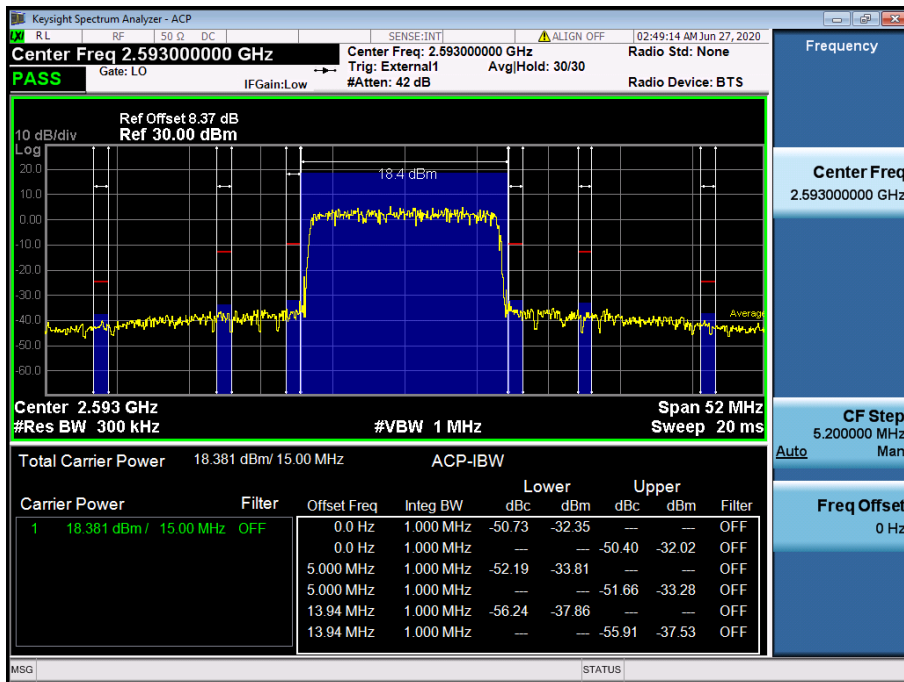 Keysight Spectrum Analyzer - ACP
LXI RL RF 50 Ω DC SENSE:INT ALIGN OFF 02:49:14 AM Jun 27, 2020
Center Freq 2.593000000 GHz
Center Freq: 2.593000000 GHz Radio Std: None
Gate: LO Trig: External1 Avg|Hold: 30/30
PASS IFGain:Low #Atten: 42 dB Radio Device: BTS
Ref Offset 8.37 dB
10 dB/div Ref 30.00 dBm
Log
20.0
18.4 dBm
10.0
0.00
-10.0
-20.0
-30.0
-40.0
Average
-50.0
-60.0
Center 2.593 GHz Span 52 MHz
#Res BW 300 kHz #VBW 1 MHz Sweep 20 ms
Total Carrier Power 18.381 dBm/ 15.00 MHz ACP-IBW
Lower Upper
Carrier Power Filter Offset Freq Integ BW dBc dBm dBc dBm Filter
1 18.381 dBm / 15.00 MHz OFF 0.0 Hz 1.000 MHz -50.73 -32.35 --- --- OFF
0.0 Hz 1.000 MHz --- --- -50.40 -32.02 OFF
5.000 MHz 1.000 MHz -52.19 -33.81 --- --- OFF
5.000 MHz 1.000 MHz --- --- -51.66 -33.28 OFF
13.94 MHz 1.000 MHz -56.24 -37.86 --- --- OFF
13.94 MHz 1.000 MHz --- --- -55.91 -37.53 OFF
MSG STATUS
Frequency
Center Freq
2.593000000 GHz
CF Step
5.200000 MHz
Auto Man
Freq Offset
0 Hz